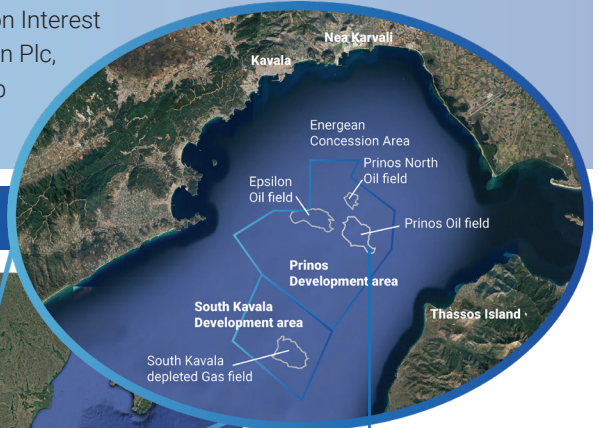 on Interest
n Plc,
Nea Karvali
Kavala
Energean
Concession Area
Prinos North
Oil field
Epsilon
Oil field
Prinos Oil field
Prinos
Development area
South Kavala
Development area
Thassos Island
South Kavala
depleted Gas field